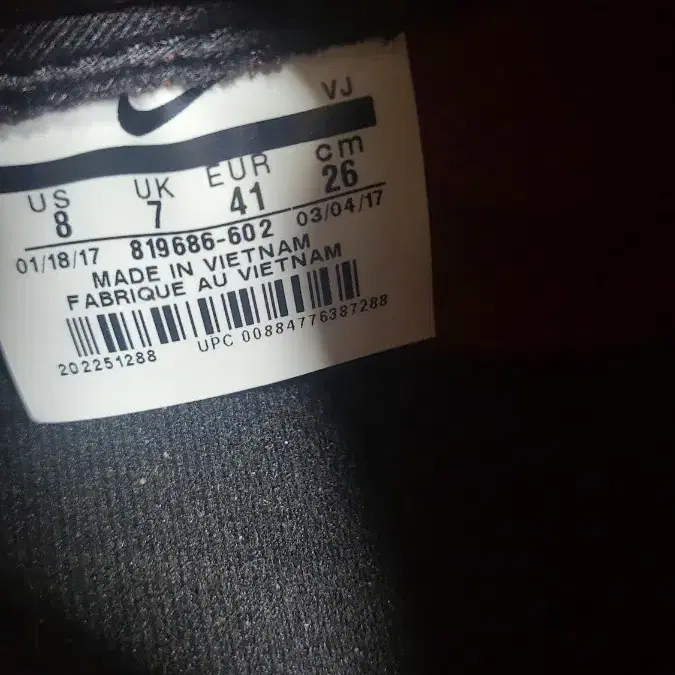 VJ
US UK EUR cm
8 7 41 26
01/18/17 819686-602 03/04/17
MADE IN VIETNAM
FABRIQUE AU VIETNAM
202251288 UPC 00884776387288